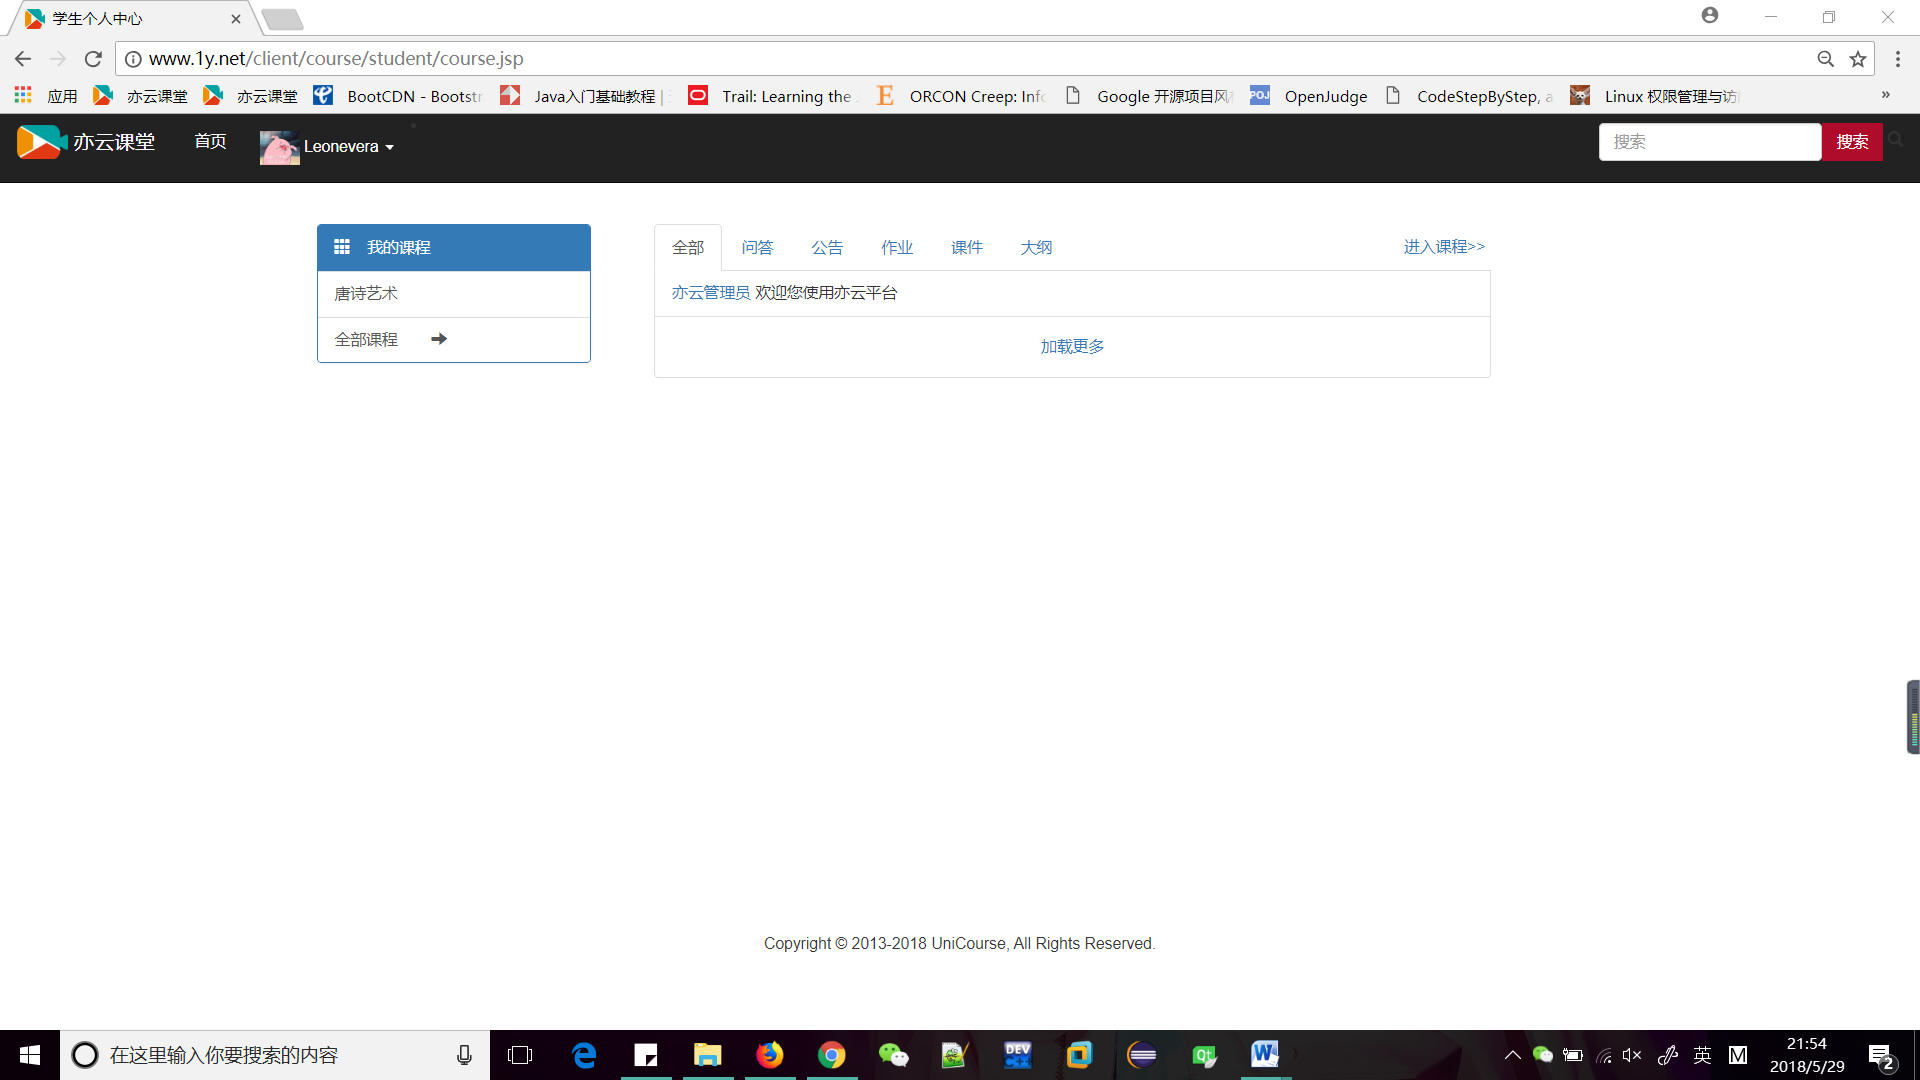 学生个人中心
www.1y.net/client/course/student/course.jsp
应用 亦云课堂 亦云课堂 BootCDN - Bootstr Java入门基础教程 | Trail: Learning the ORCON Creep: Info Google 开源项目风 POJ OpenJudge CodeStepByStep, a Linux 权限管理与访 »
亦云课堂 首页 Leonevera 搜索 搜索
我的课程
唐诗艺术
全部课程
全部 问答 公告 作业 课件 大纲 进入课程>>
亦云管理员 欢迎您使用亦云平台
加载更多
Copyright © 2013-2018 UniCourse, All Rights Reserved.
在这里输入你要搜索的内容
DEV C++
Qt
英 M
21:54
2018/5/29
2